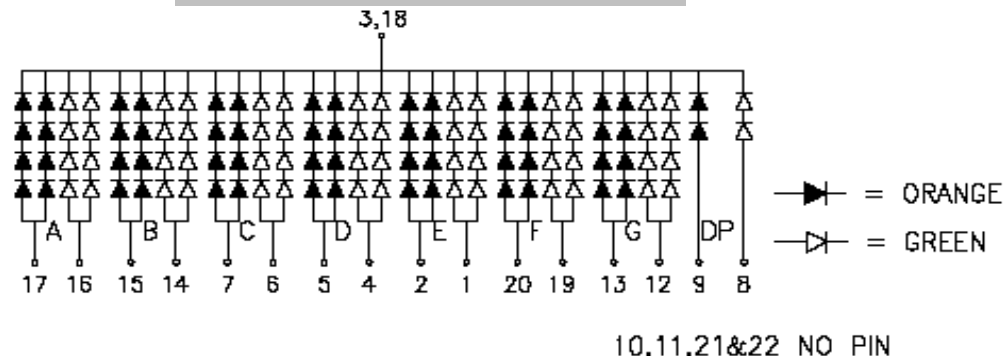 3,18
A B C D E F G DP
17 16 15 14 7 6 5 4 2 1 20 19 13 12 9 8
= ORANGE
= GREEN
10,11,21&22 NO PIN